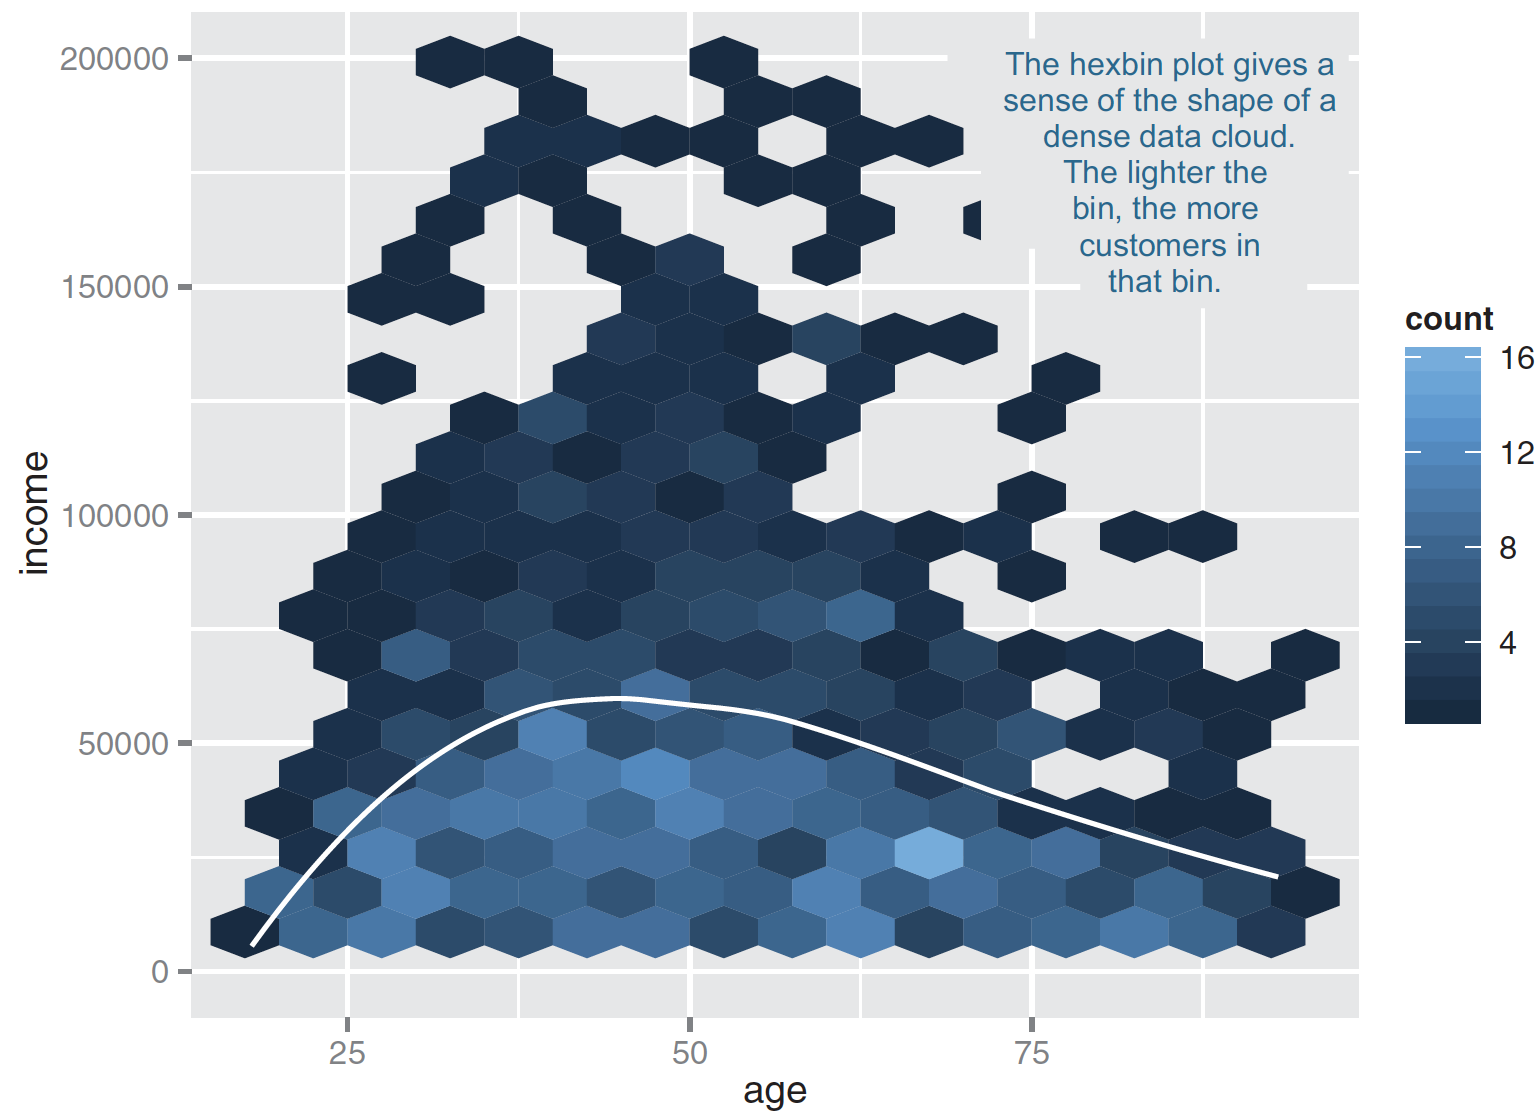 The hexbin plot gives a
sense of the shape of a
dense data cloud.
The lighter the
bin, the more
customers in
that bin.
200000
150000
100000
50000
0
income
25
50
75
age
count
16
12
8
4